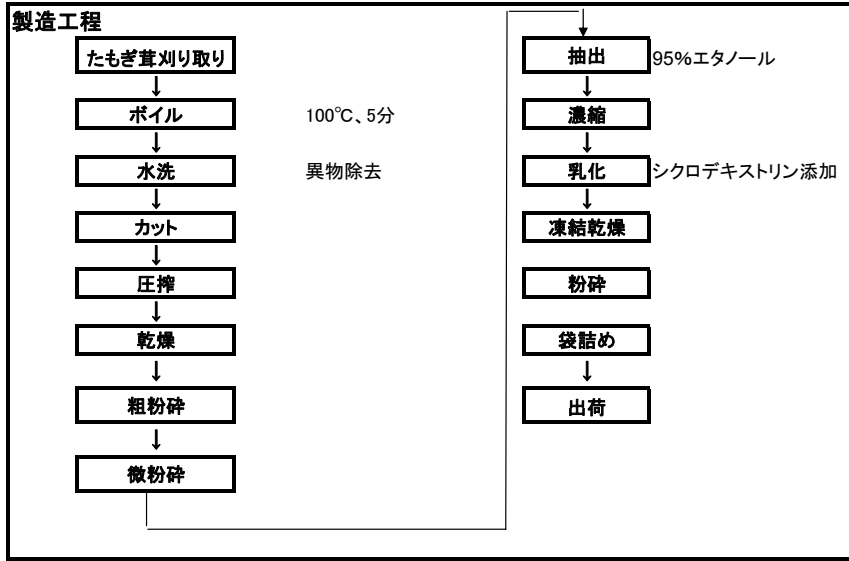 製造工程
たもぎ茸刈り取り
↓
ボイル 100℃、5分
↓
水洗 異物除去
↓
カット
↓
圧搾
↓
乾燥
↓
粗粉砕
↓
微粉砕
抽出 95%エタノール
↓
濃縮
↓
乳化 シクロデキストリン添加
↓
凍結乾燥
粉砕
袋詰め
↓
出荷